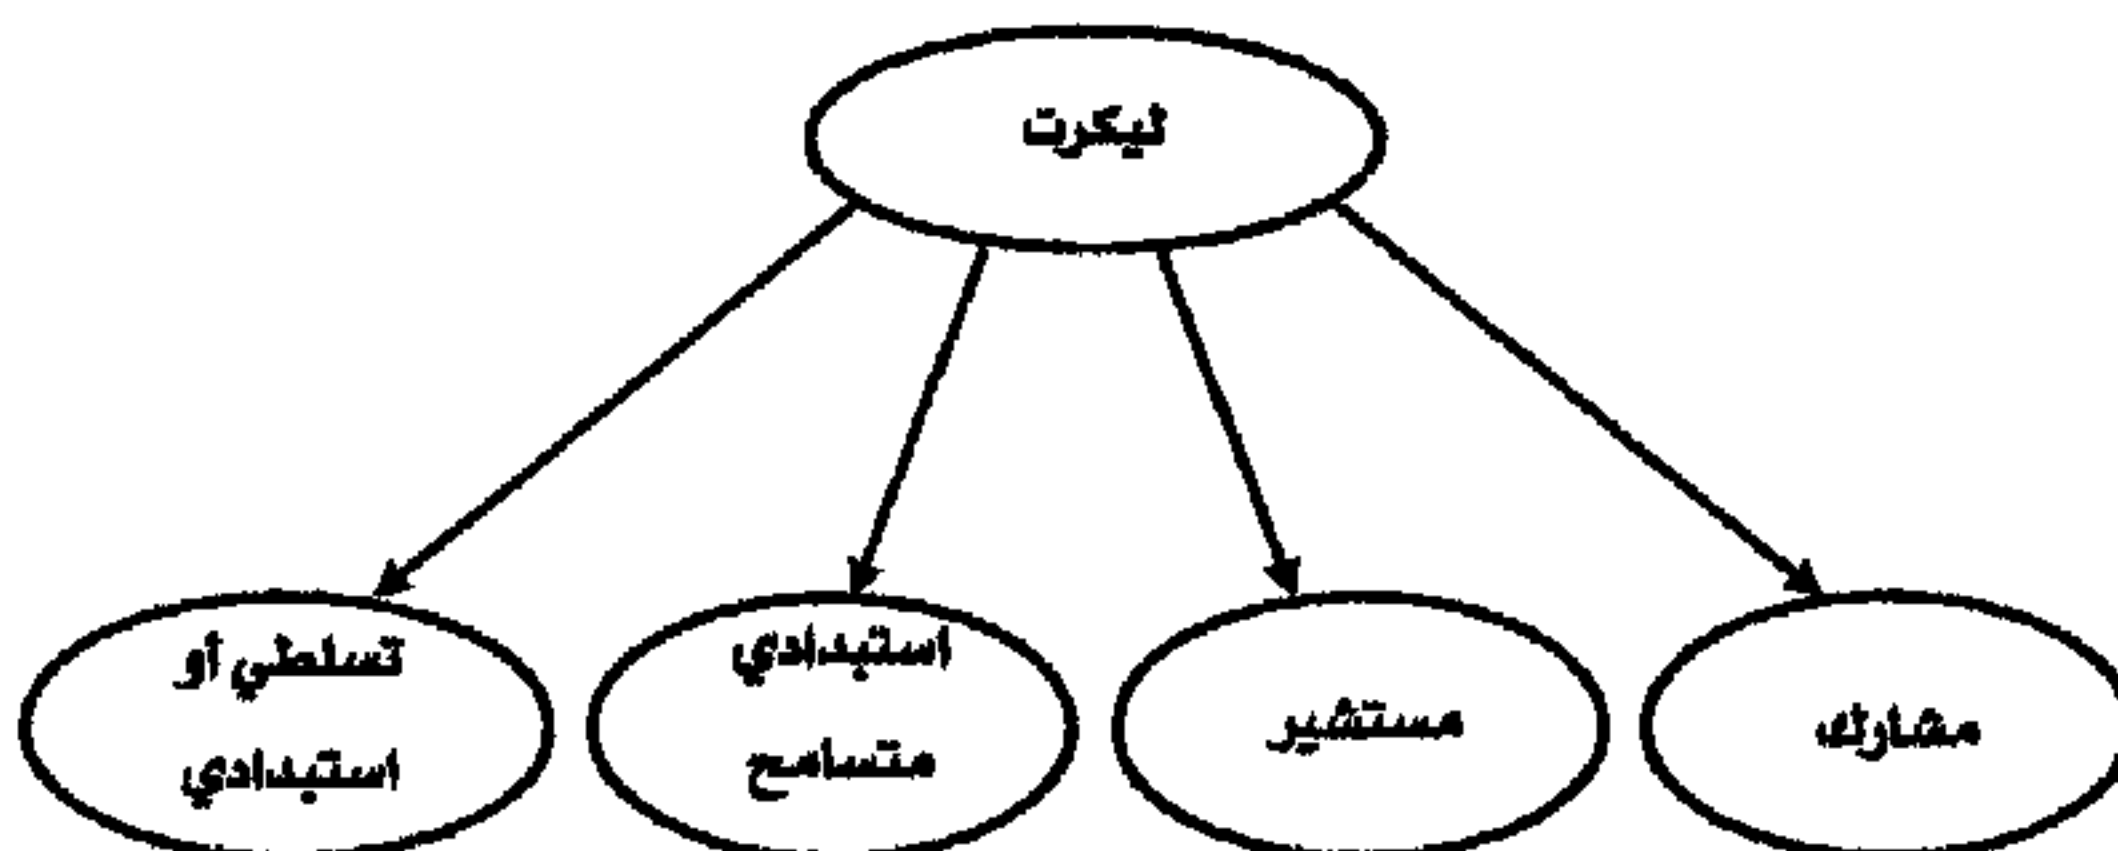 ليكرت
مشارك
مستشير
استبدادي
متسامح
تسلطي أو
استبدادي